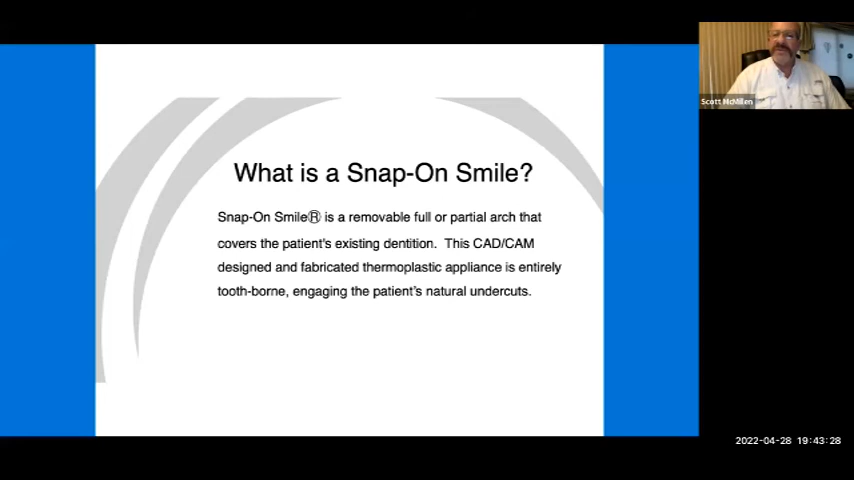 What is a Snap-On Smile?
Snap-On Smile® is a removable full or partial arch that
covers the patient's existing dentition. This CAD/CAM
designed and fabricated thermoplastic appliance is entirely
tooth-borne, engaging the patient's natural undercuts.
Scott McMillen
2022-04-28 19:43:28